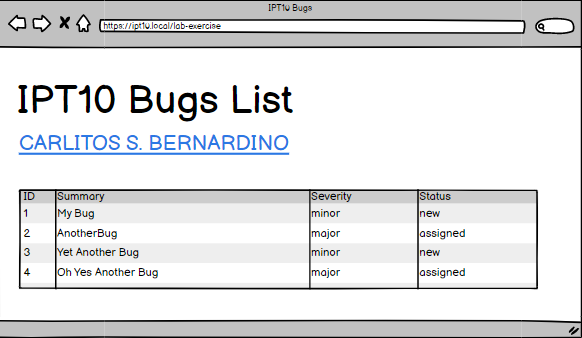 IPT10 Bugs
https://ipt10.local/lab-exercise
IPT10 Bugs List
CARLITOS S. BERNARDINO
ID Summary Severity Status
1 My Bug minor new
2 AnotherBug major assigned
3 Yet Another Bug minor new
4 Oh Yes Another Bug major assigned